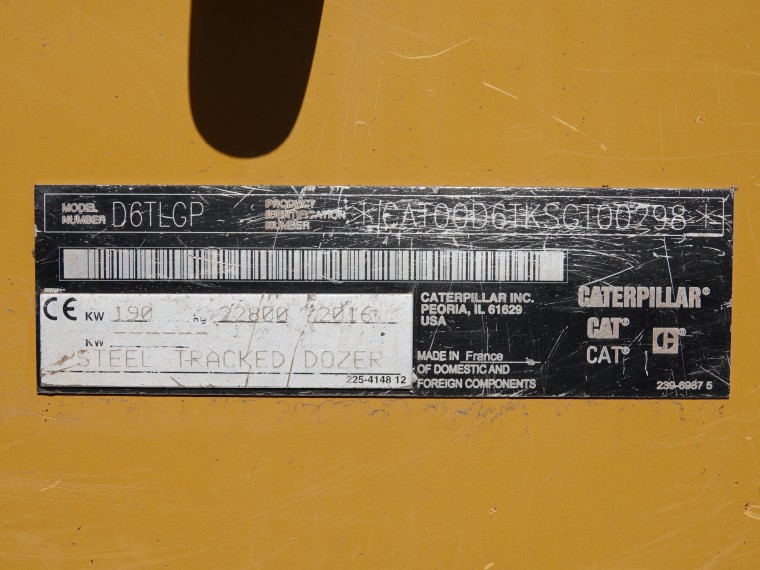 MODEL NUMBER D6TLGP PRODUCT IDENTIFICATION NUMBER *CAT00D6TKSGT00298*
CE KW 190 kg 22800 2016
KW
STEEL TRACKED DOZER
225-4148 12
CATERPILLAR INC.
PEORIA, IL 61629
USA
MADE IN France
OF DOMESTIC AND
FOREIGN COMPONENTS
CATERPILLAR®
CAT® C
CAT®
239-6987 5